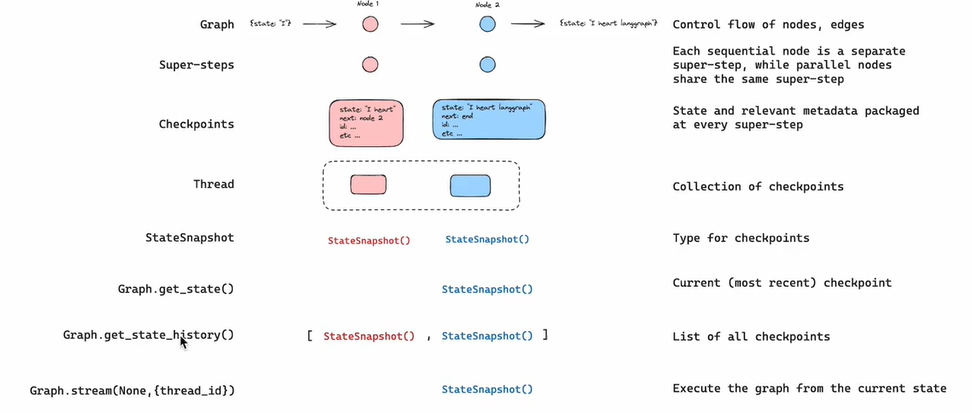 Node 1
Node 2
Graph
{state: "I"}
{state: "I heart langgraph"}
Control flow of nodes, edges
Super-steps
Each sequential node is a separate
super-step, while parallel nodes
share the same super-step
Checkpoints
state: "I heart"
next: node 2
id: ...
etc ...
state: "I heart langgraph"
next: end
id: ...
etc ...
State and relevant metadata packaged
at every super-step
Thread
Collection of checkpoints
StateSnapshot
StateSnapshot()
StateSnapshot()
Type for checkpoints
Graph.get_state()
StateSnapshot()
Current (most recent) checkpoint
Graph.get_state_history()
[ StateSnapshot() , StateSnapshot() ]
List of all checkpoints
Graph.stream(None,{thread_id})
StateSnapshot()
Execute the graph from the current state